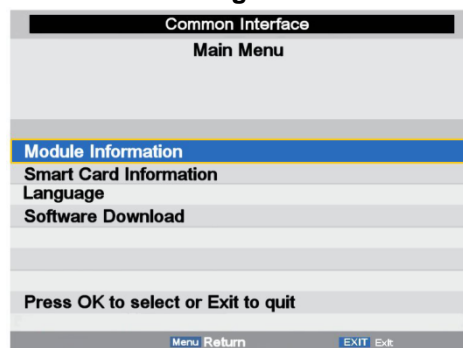 Common Interface
Main Menu
Module Information
Smart Card Information
Language
Software Download
Press OK to select or Exit to quit
Menu Return EXIT Exit